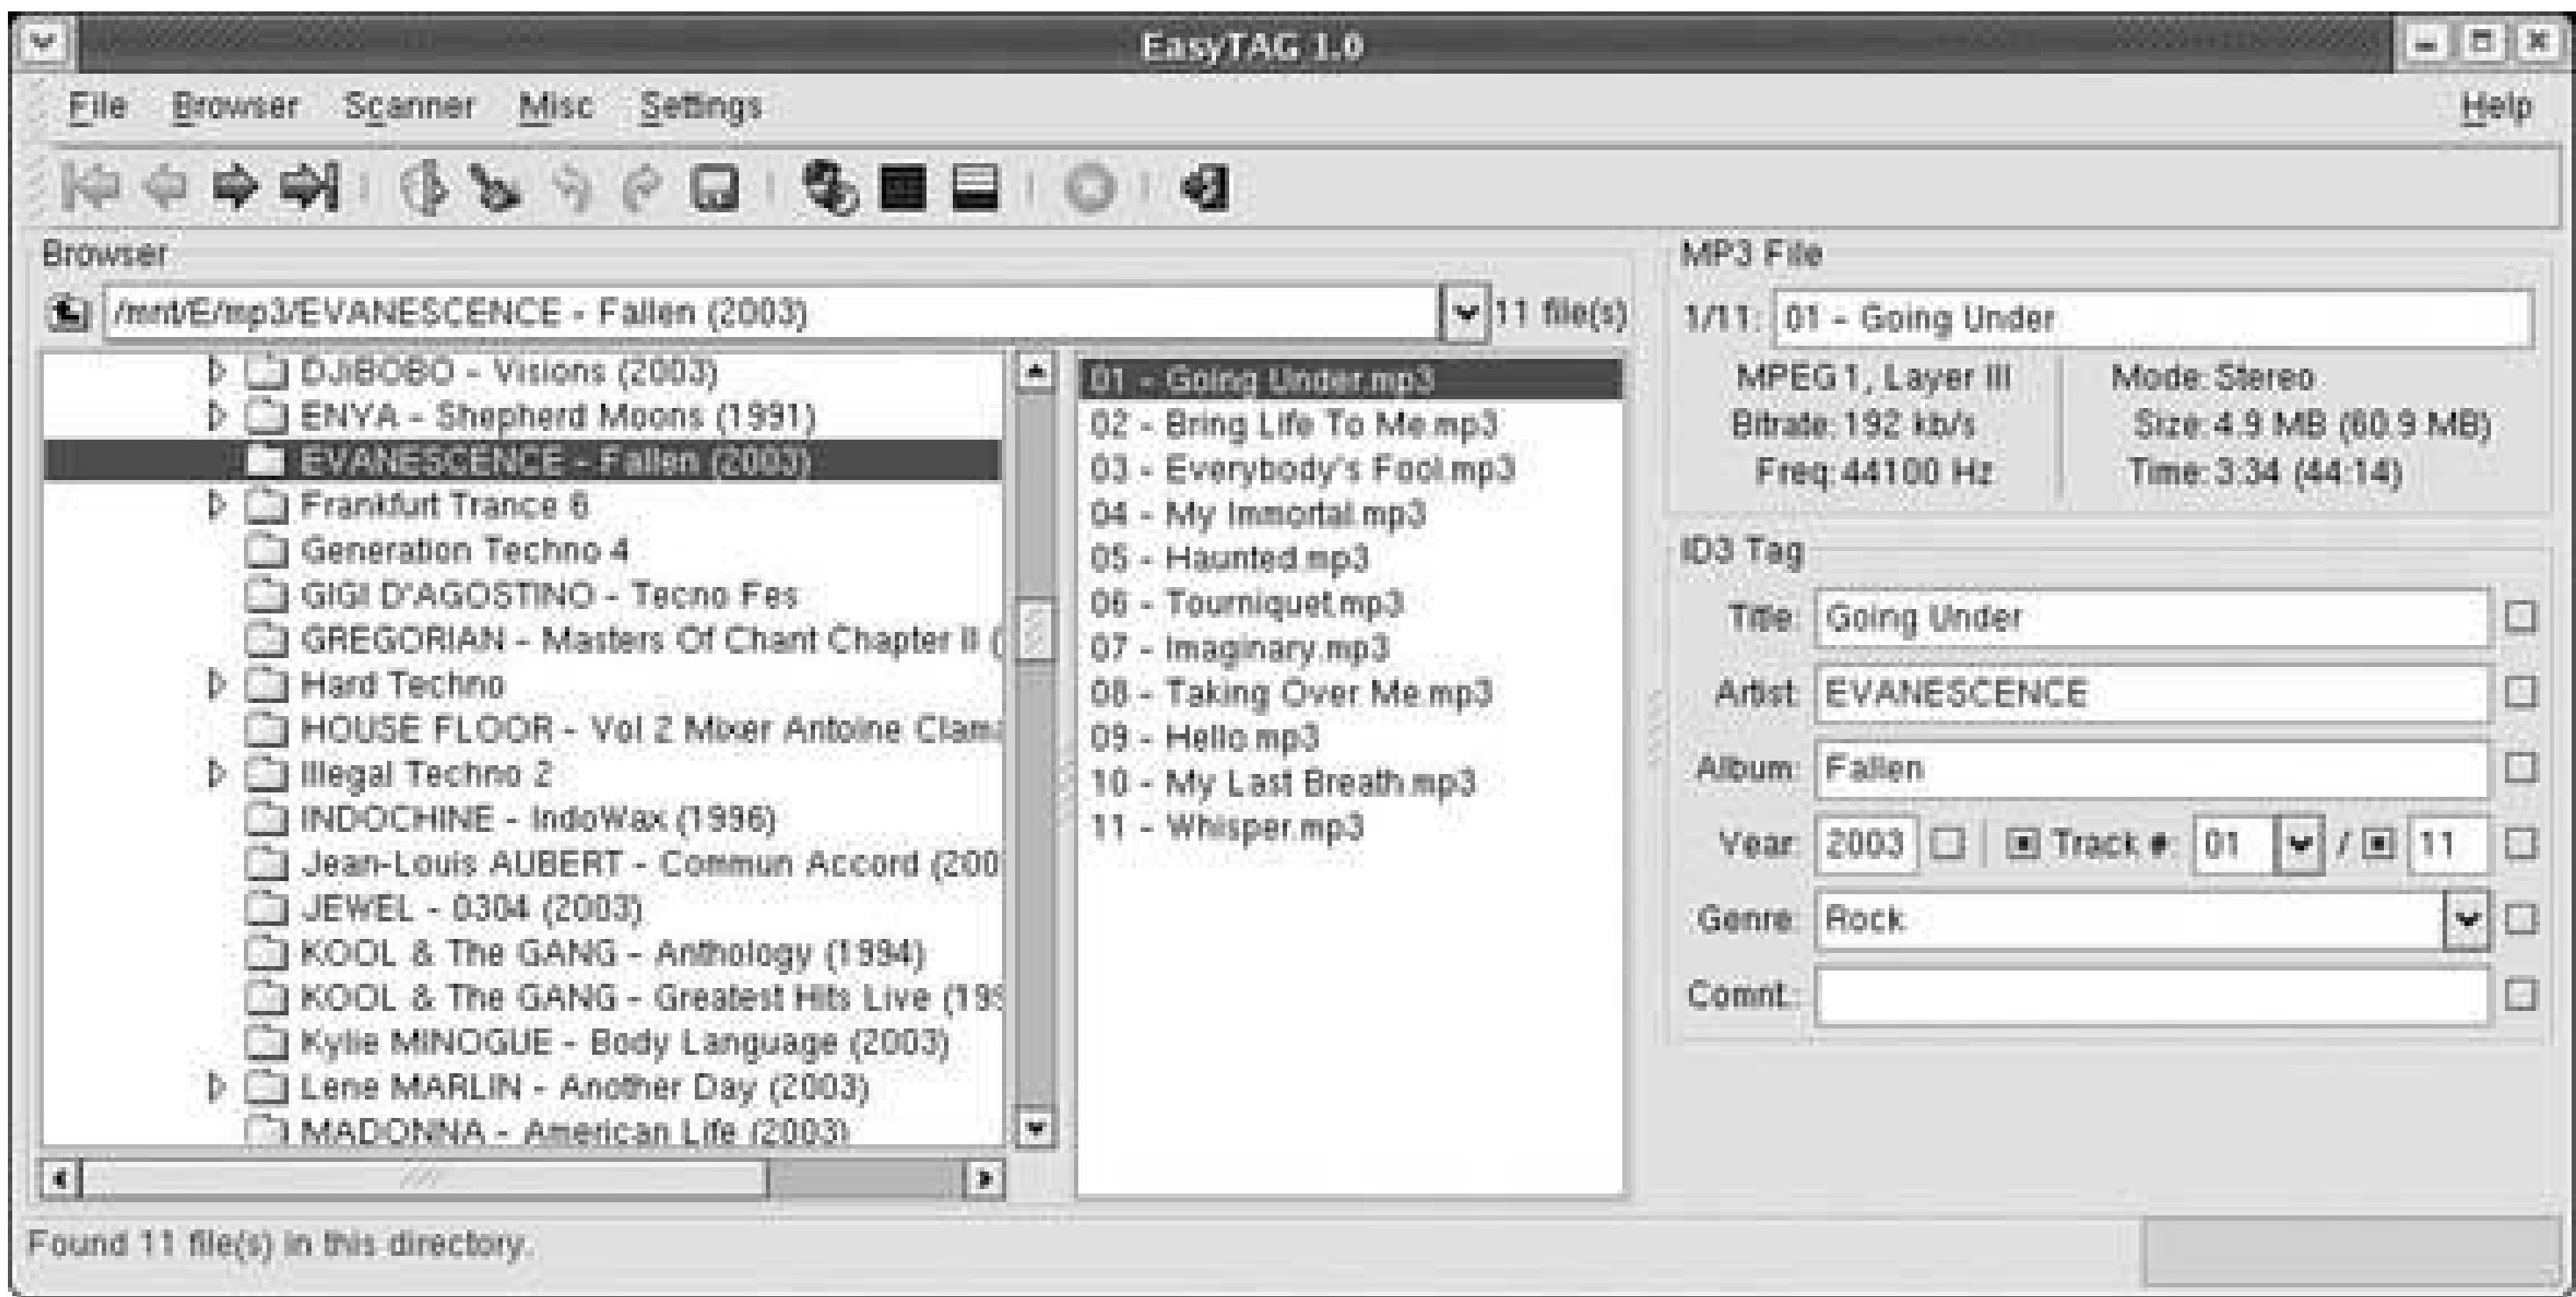 EasyTAG 1.0
File Browser Scanner Misc Settings Help
Browser
/mnt/E/mp3/EVANESCENCE - Fallen (2003) 11 file(s)
DJ BOBO - Visions (2003)
ENYA - Shepherd Moons (1991)
EVANESCENCE - Fallen (2003)
Frankfurt Trance 6
Generation Techno 4
GIGI D'AGOSTINO - Tecno Fes
GREGORIAN - Masters Of Chant Chapter II (
Hard Techno
HOUSE FLOOR - Vol 2 Mixer Antoine Clama
Illegal Techno 2
INDOCHINE - IndoWax (1996)
Jean-Louis AUBERT - Commun Accord (200
JEWEL - 0304 (2003)
KOOL & The GANG - Anthology (1994)
KOOL & The GANG - Greatest Hits Live (199
Kylie MINOGUE - Body Language (2003)
Lene MARLIN - Another Day (2003)
MADONNA - American Life (2003)
01 - Going Under.mp3
02 - Bring Life To Me.mp3
03 - Everybody's Fool.mp3
04 - My Immortal.mp3
05 - Haunted.mp3
06 - Tourniquet.mp3
07 - Imaginary.mp3
08 - Taking Over Me.mp3
09 - Hello.mp3
10 - My Last Breath.mp3
11 - Whisper.mp3
MP3 File
1/11: 01 - Going Under
MPEG 1, Layer III Mode: Stereo
Bitrate: 192 kb/s Size: 4.9 MB (60.9 MB)
Freq: 44100 Hz Time: 3:34 (44:14)
ID3 Tag
Title: Going Under
Artist: EVANESCENCE
Album: Fallen
Year: 2003 Track #: 01 / 11
Genre: Rock
Comnt.:
Found 11 file(s) in this directory.